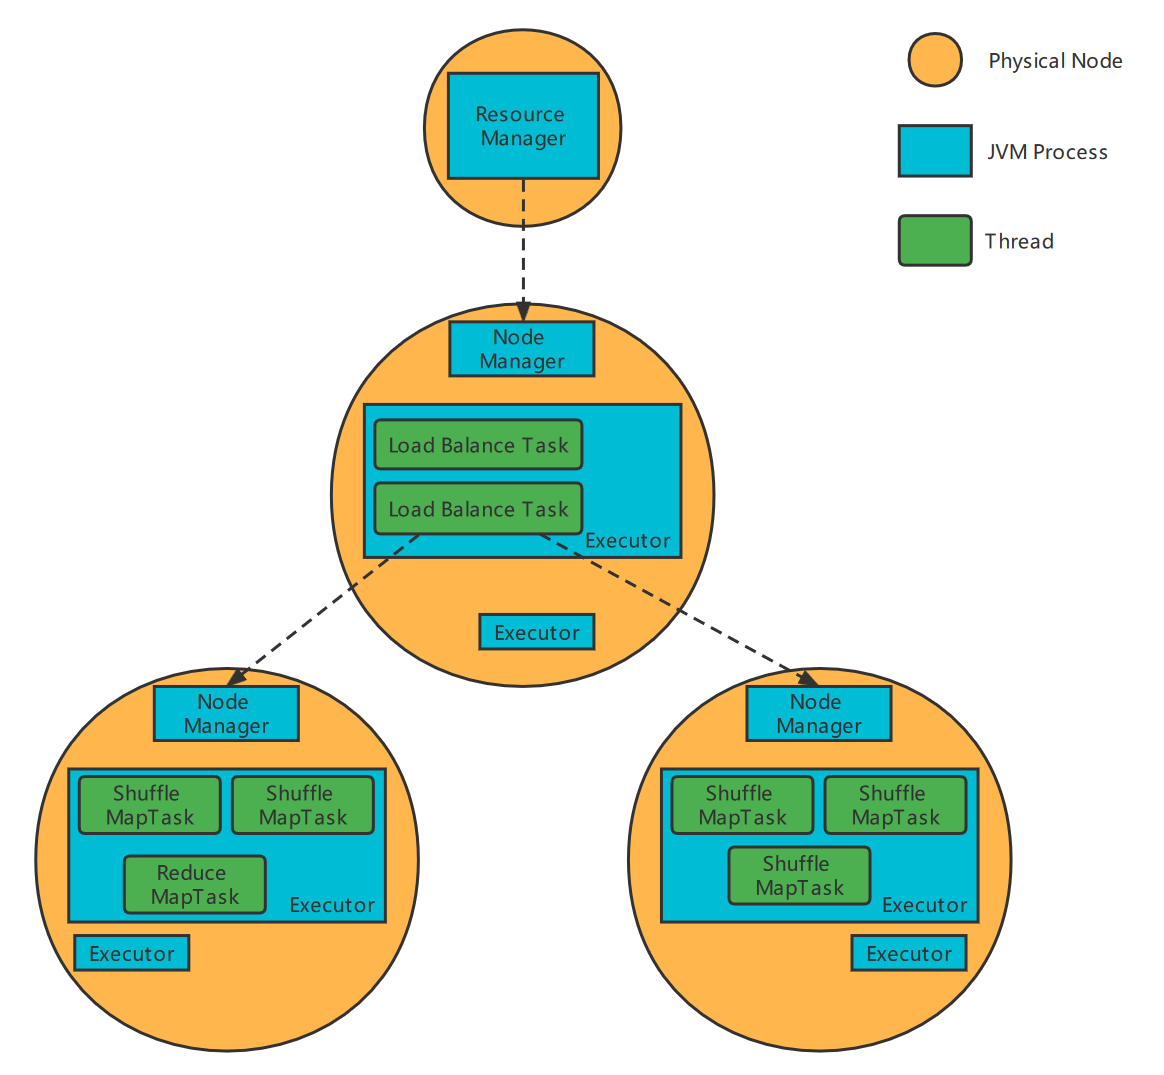 Resource
Manager
Physical Node
JVM Process
Thread
Node
Manager
Load Balance Task
Load Balance Task
Executor
Executor
Node
Manager
Shuffle
MapTask
Shuffle
MapTask
Reduce
MapTask
Executor
Executor
Node
Manager
Shuffle
MapTask
Shuffle
MapTask
Shuffle
MapTask
Executor
Executor